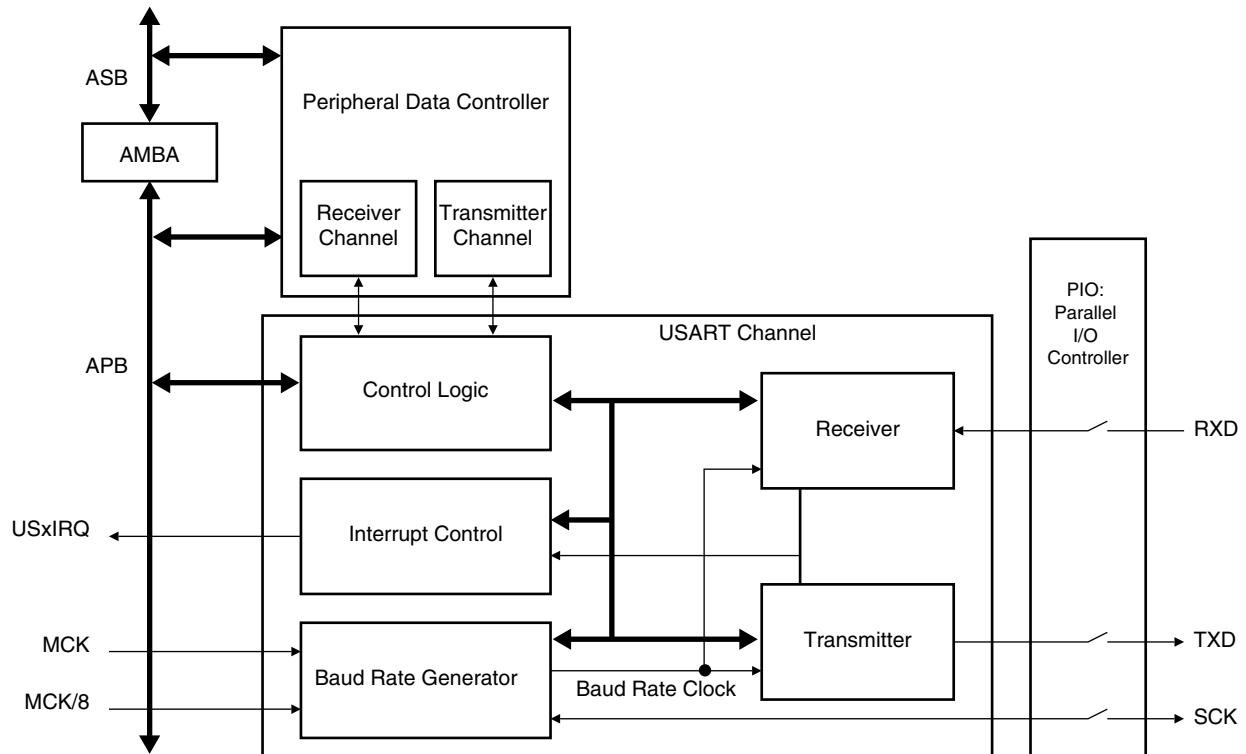 ASB
Peripheral Data Controller
AMBA
Receiver
Channel
Transmitter
Channel
PIO:
Parallel
I/O
Controller
USART Channel
APB
Control Logic
Receiver
RXD
USxIRQ
Interrupt Control
MCK
Baud Rate Generator
Transmitter
TXD
Baud Rate Clock
MCK/8
SCK